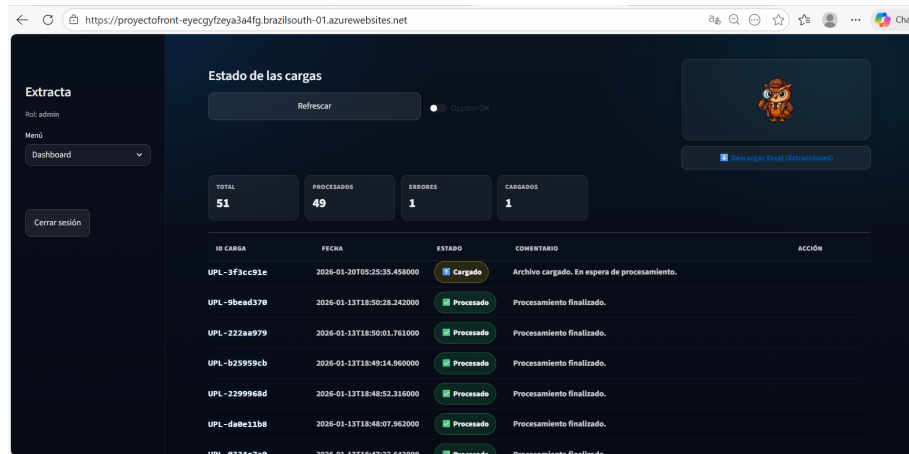 https://proyectofront-eyecgyfzeya3a4fg.brazilsouth-01.azurewebsites.net
Extracta
Rol: admin
Menú
Dashboard
Cerrar sesión
Estado de las cargas
Refrescar
Ocultar OK
Descargar Excel (Extracciones)
TOTAL PROCESADOS ERRORES CARGADOS
51 49 1 1
ID CARGA FECHA ESTADO COMENTARIO ACCIÓN
UPL-3f3cc91e 2026-01-20T05:25:35.458000 Cargado Archivo cargado. En espera de procesamiento.
UPL-9bead370 2026-01-13T18:50:28.242000 Procesado Procesamiento finalizado.
UPL-222aa979 2026-01-13T18:50:01.761000 Procesado Procesamiento finalizado.
UPL-b25959cb 2026-01-13T18:49:14.960000 Procesado Procesamiento finalizado.
UPL-2299968d 2026-01-13T18:48:52.316000 Procesado Procesamiento finalizado.
UPL-da0e11b8 2026-01-13T18:48:07.962000 Procesado Procesamiento finalizado.